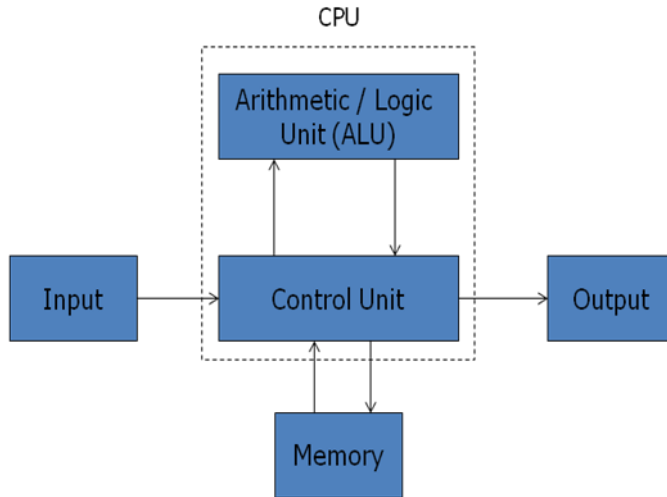 CPU
Arithmetic / Logic
Unit (ALU)
Input
Control Unit
Output
Memory